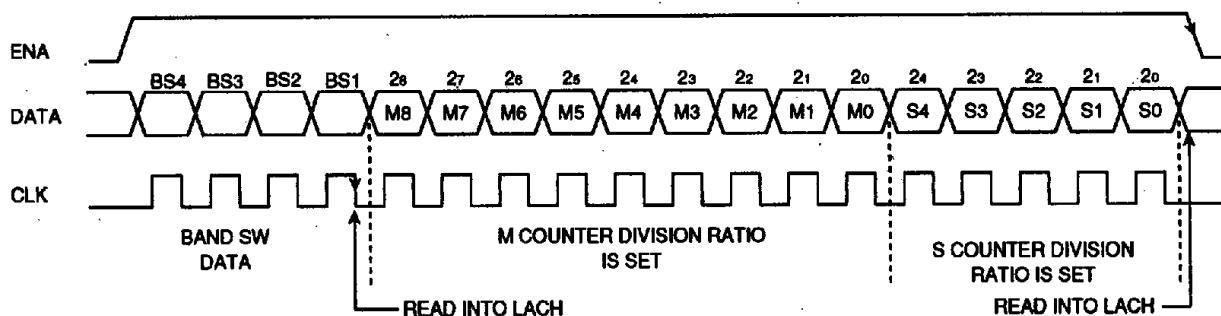 ENA
BS4 BS3 BS2 BS1 28 27 26 25 24 23 22 21 20 24 23 22 21 20
DATA M8 M7 M6 M5 M4 M3 M2 M1 M0 S4 S3 S2 S1 S0
CLK
BAND SW
DATA
M COUNTER DIVISION RATIO
IS SET
S COUNTER DIVISION
RATIO IS SET
READ INTO LACH
READ INTO LACH